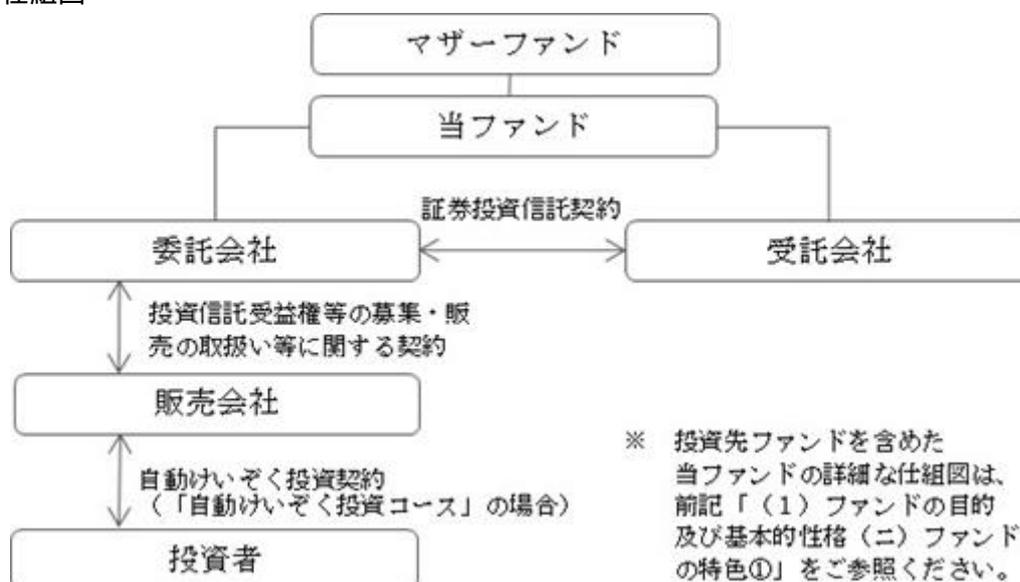 マザーファンド
当ファンド
証券投資信託契約
委託会社
受託会社
投資信託受益権等の募集・販
売の取扱い等に関する契約
販売会社
自動けいぞく投資契約
（「自動けいぞく投資コース」の場合）
投資者
※ 投資先ファンドを含めた
当ファンドの詳細な仕組図は、
前記「（１）ファンドの目的
及び基本的性格（ニ）ファンド
の特色①」をご参照ください。